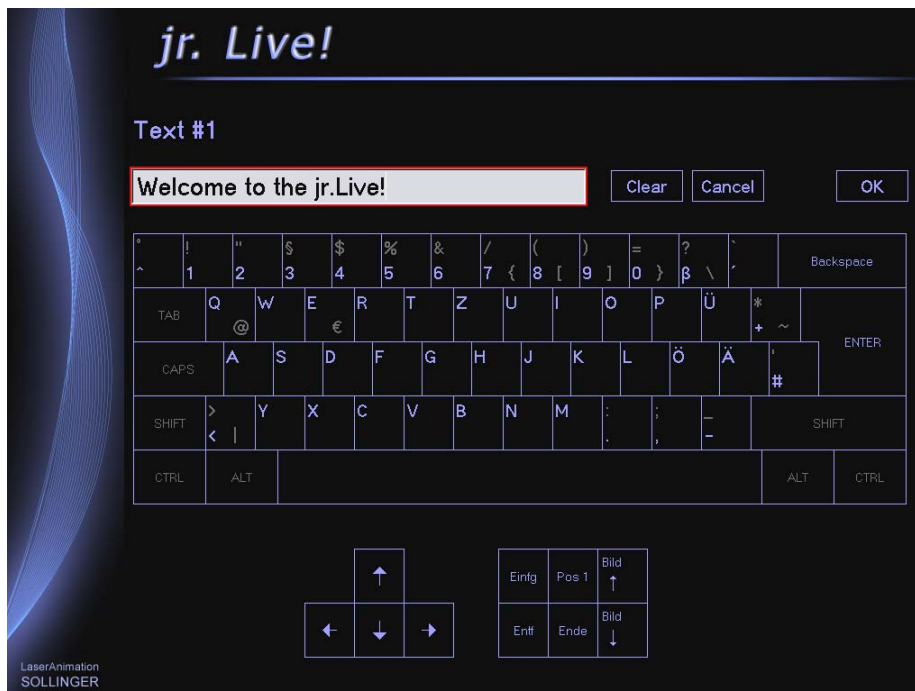 jr. Live!
Text #1
Welcome to the jr.Live!
Clear Cancel OK
° ! " § $ % & / ( ) = ? `
^ 1 2 3 4 5 6 7 { 8 [ 9 ] 0 } ß \ ´ Backspace
TAB Q @ W E € R T Z U I O P Ü * + ~ ENTER
CAPS A S D F G H J K L Ö Ä ' #
SHIFT > < | Y X C V B N M : . ; , _ - SHIFT
CTRL ALT ALT CTRL
↑
Einfg Pos 1 Bild ↑
← ↓ →
Entf Ende Bild ↓
LaserAnimation
SOLLINGER